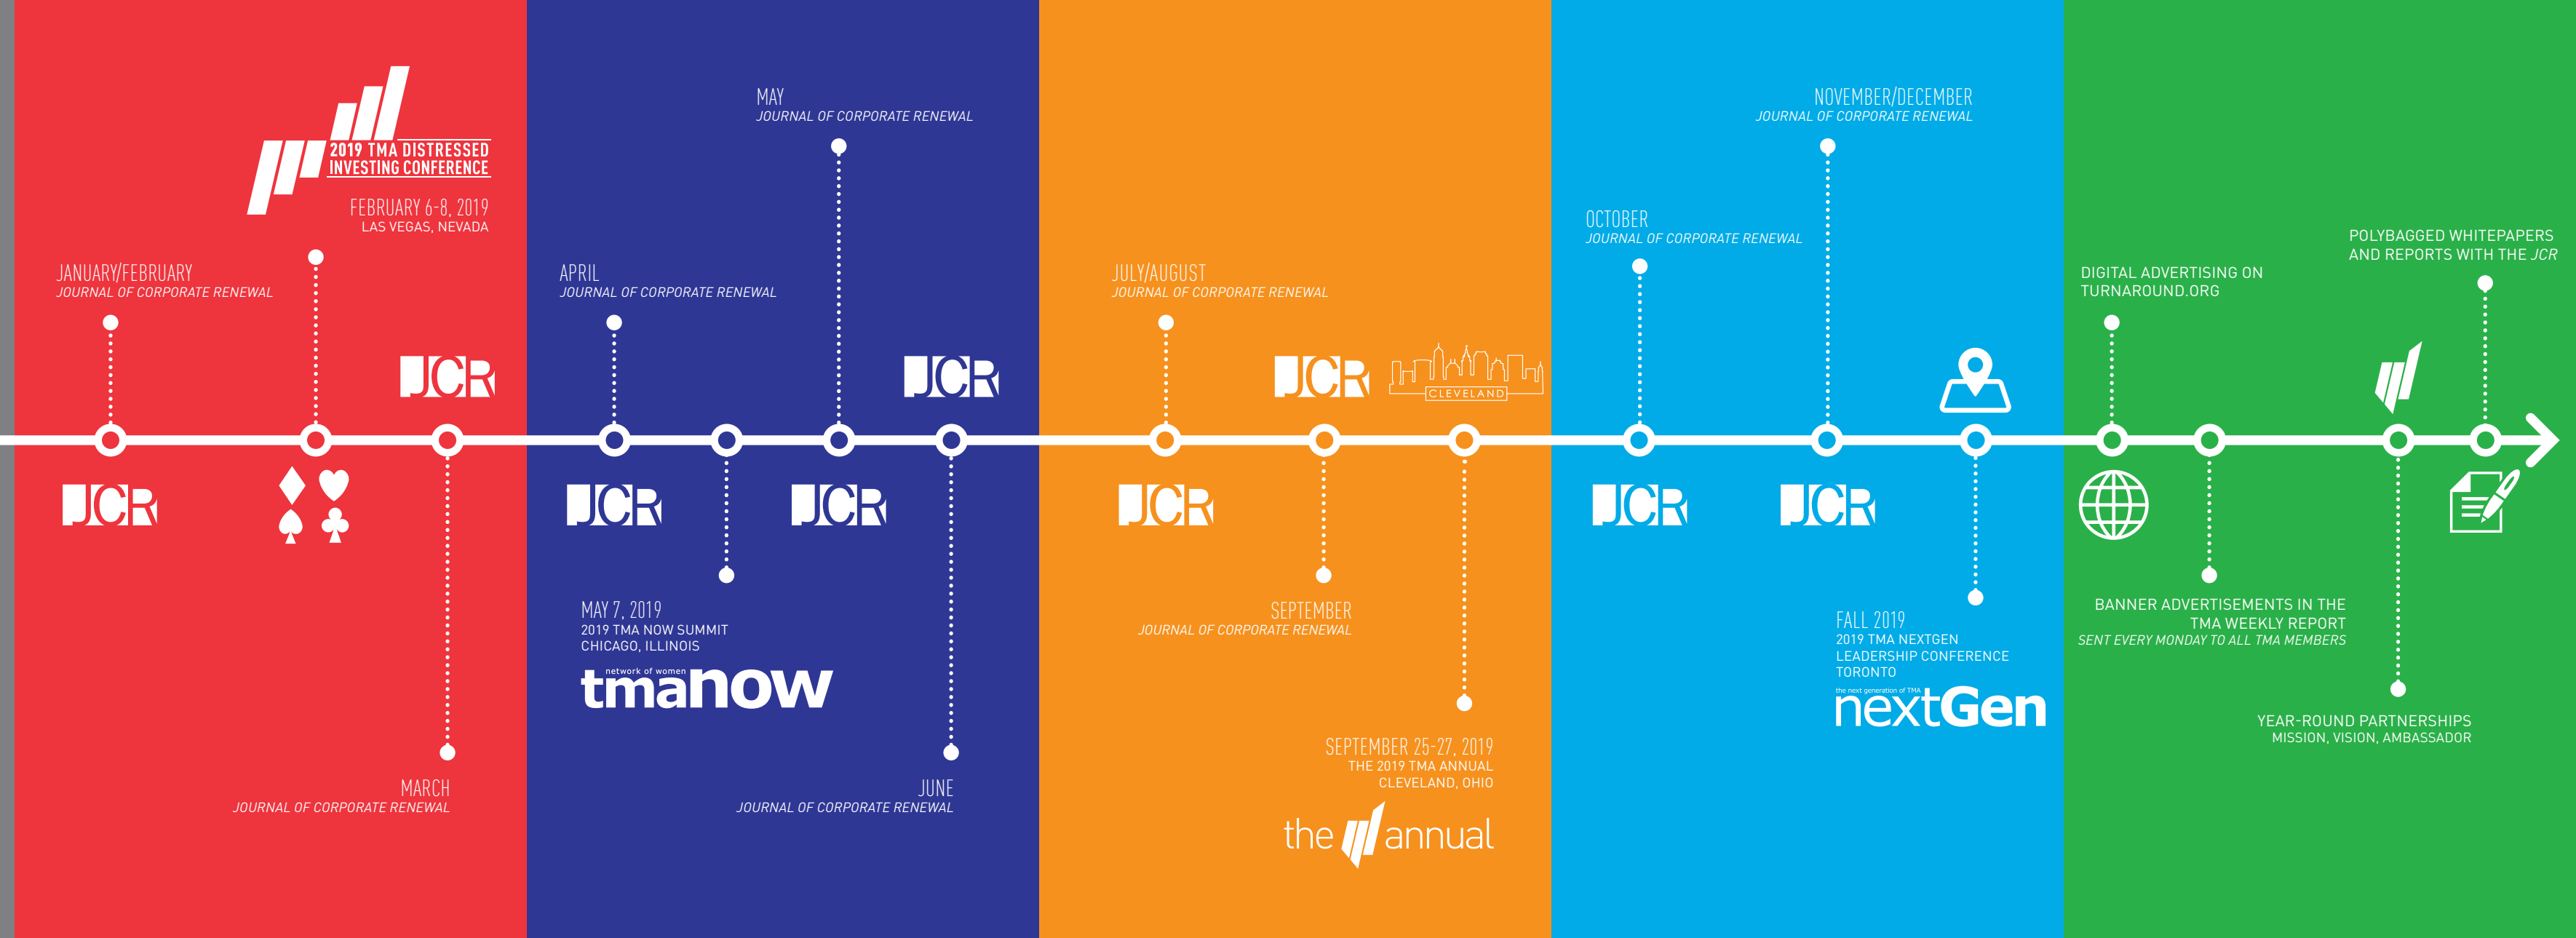 2019 TMA DISTRESSED
INVESTING CONFERENCE
FEBRUARY 6-8, 2019
LAS VEGAS, NEVADA
JANUARY/FEBRUARY
JOURNAL OF CORPORATE RENEWAL
JCR
JCR
MARCH
JOURNAL OF CORPORATE RENEWAL
MAY
JOURNAL OF CORPORATE RENEWAL
APRIL
JOURNAL OF CORPORATE RENEWAL
JCR
JCR
JCR
MAY 7, 2019
2019 TMA NOW SUMMIT
CHICAGO, ILLINOIS
network of women
tmanow
JUNE
JOURNAL OF CORPORATE RENEWAL
JULY/AUGUST
JOURNAL OF CORPORATE RENEWAL
JCR
CLEVELAND
JCR
SEPTEMBER
JOURNAL OF CORPORATE RENEWAL
SEPTEMBER 25-27, 2019
THE 2019 TMA ANNUAL
CLEVELAND, OHIO
the annual
NOVEMBER/DECEMBER
JOURNAL OF CORPORATE RENEWAL
OCTOBER
JOURNAL OF CORPORATE RENEWAL
JCR
JCR
FALL 2019
2019 TMA NEXTGEN
LEADERSHIP CONFERENCE
TORONTO
the next generation of TMA
nextGen
POLYBAGGED WHITEPAPERS
AND REPORTS WITH THE JCR
DIGITAL ADVERTISING ON
TURNAROUND.ORG
BANNER ADVERTISEMENTS IN THE
TMA WEEKLY REPORT
SENT EVERY MONDAY TO ALL TMA MEMBERS
YEAR-ROUND PARTNERSHIPS
MISSION, VISION, AMBASSADOR